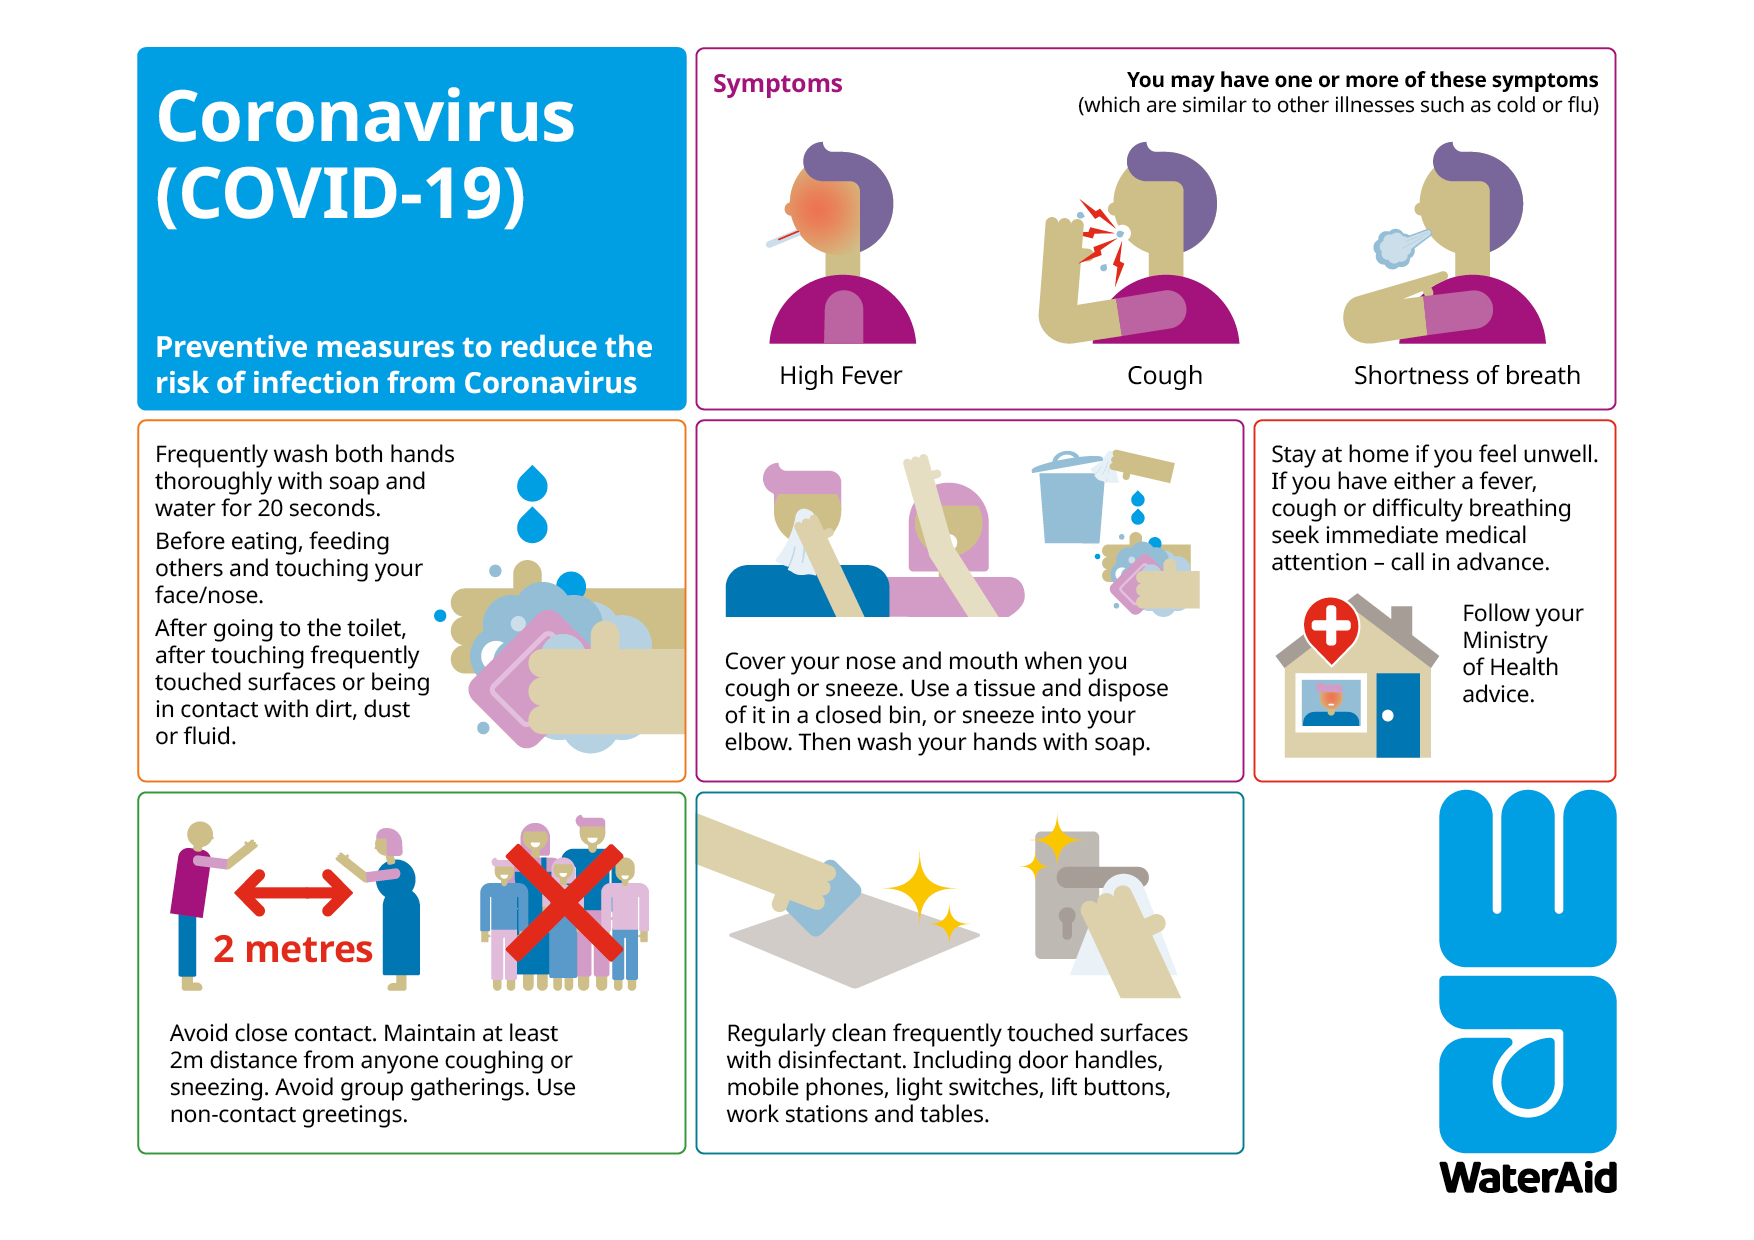 Coronavirus
(COVID-19)
Preventive measures to reduce the
risk of infection from Coronavirus
Symptoms
You may have one or more of these symptoms
(which are similar to other illnesses such as cold or flu)
High Fever
Cough
Shortness of breath
Frequently wash both hands
thoroughly with soap and
water for 20 seconds.
Before eating, feeding
others and touching your
face/nose.
After going to the toilet,
after touching frequently
touched surfaces or being
in contact with dirt, dust
or fluid.
Cover your nose and mouth when you
cough or sneeze. Use a tissue and dispose
of it in a closed bin, or sneeze into your
elbow. Then wash your hands with soap.
Stay at home if you feel unwell.
If you have either a fever,
cough or difficulty breathing
seek immediate medical
attention – call in advance.
Follow your
Ministry
of Health
advice.
2 metres
Avoid close contact. Maintain at least
2m distance from anyone coughing or
sneezing. Avoid group gatherings. Use
non-contact greetings.
Regularly clean frequently touched surfaces
with disinfectant. Including door handles,
mobile phones, light switches, lift buttons,
work stations and tables.
WaterAid